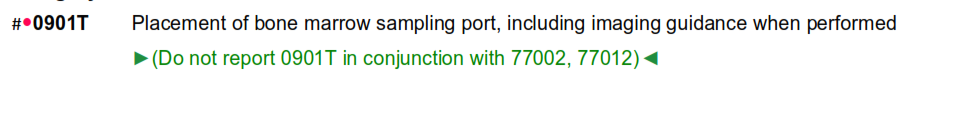 #●0901T Placement of bone marrow sampling port, including imaging guidance when performed
►(Do not report 0901T in conjunction with 77002, 77012)◄